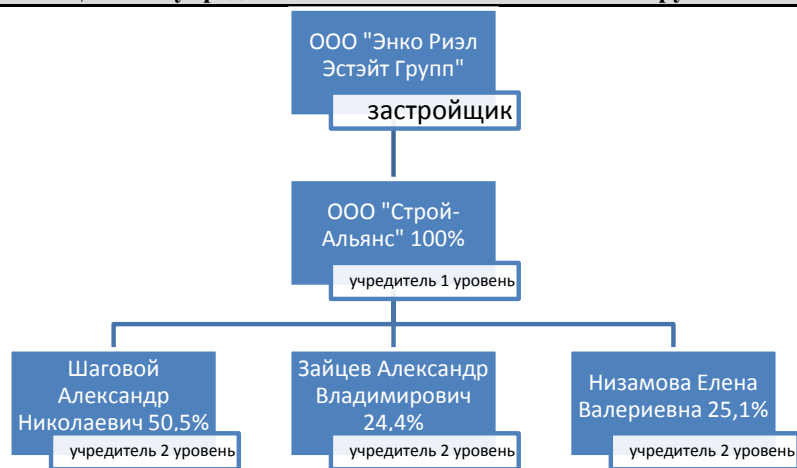 ООО "Энко Риэл
Эстэйт Групп"
застройщик
ООО "Строй-
Альянс" 100%
учредитель 1 уровень
Шаговой
Александр
Николаевич 50,5%
учредитель 2 уровень
Зайцев Александр
Владимирович
24,4%
учредитель 2 уровень
Низамова Елена
Валериевна 25,1%
учредитель 2 уровень